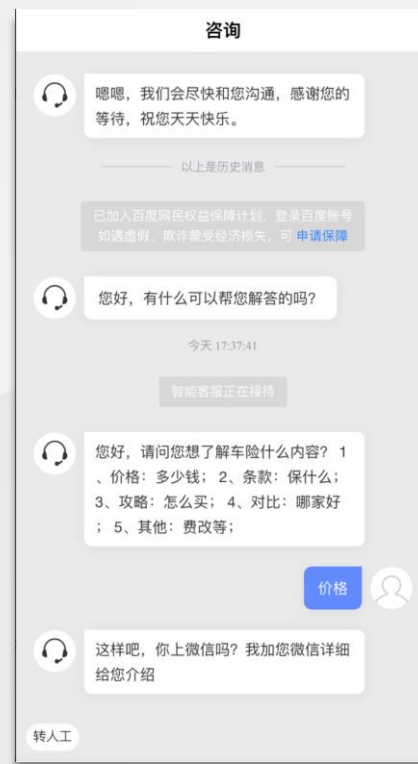 咨询
嗯嗯，我们会尽快和您沟通，感谢您的
等待，祝您天天快乐。
以上是历史消息
已加入百度网民权益保障计划，登录百度账号
如遇虚假、欺诈蒙受经济损失，可 申请保障
您好，有什么可以帮您解答的吗？
今天 17:37:41
智能客服正在接待
您好，请问您想了解车险什么内容？ 1
、价格：多少钱； 2、条款：保什么；
3、攻略：怎么买； 4、对比：哪家好
； 5、其他：费改等；
价格
这样吧，你上微信吗？我加您微信详细
给您介绍
转人工